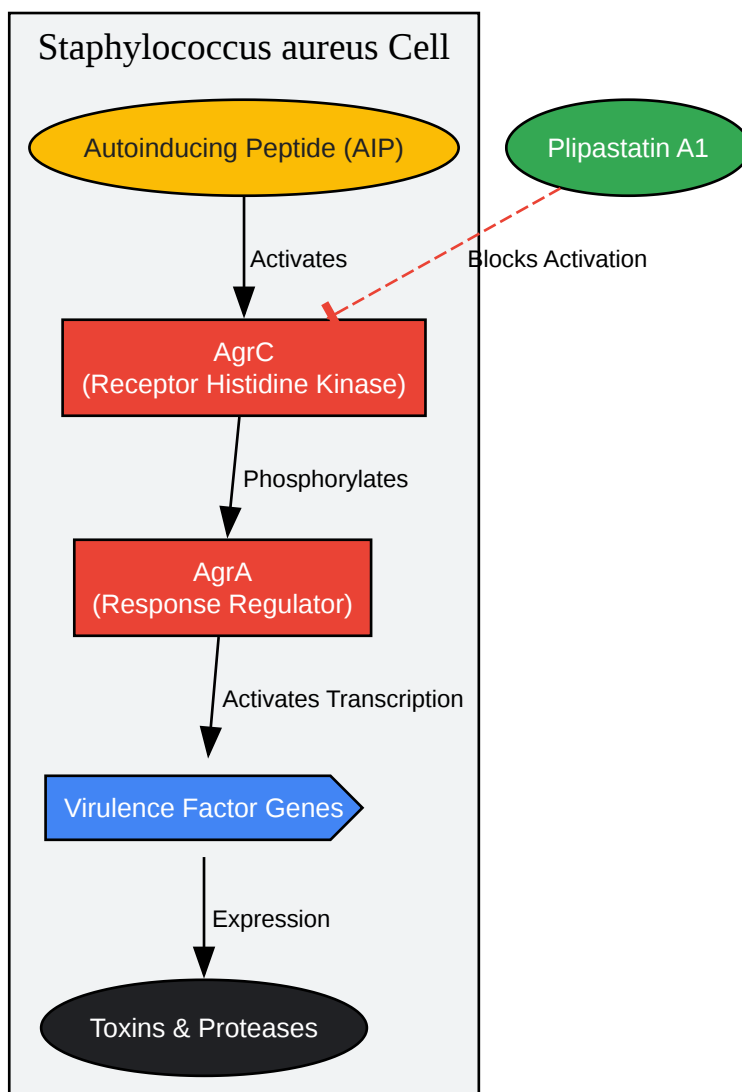 Staphylococcus aureus Cell
Autoinducing Peptide (AIP)
Plipastatin A1
Activates
Blocks Activation
AgrC
(Receptor Histidine Kinase)
Phosphorylates
AgrA
(Response Regulator)
Activates Transcription
Virulence Factor Genes
Expression
Toxins & Proteases